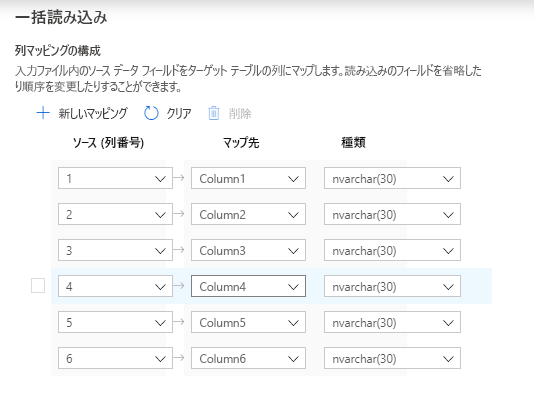 一括読み込み
列マッピングの構成
入力ファイル内のソース データ フィールドをターゲット テーブルの列にマップします。読み込みのフィールドを省略した
り順序を変更したりすることができます。
新しいマッピング クリア 削除
ソース (列番号) マップ先 種類
1 → Column1 nvarchar(30)
2 → Column2 nvarchar(30)
3 → Column3 nvarchar(30)
4 → Column4 nvarchar(30)
5 → Column5 nvarchar(30)
6 → Column6 nvarchar(30)